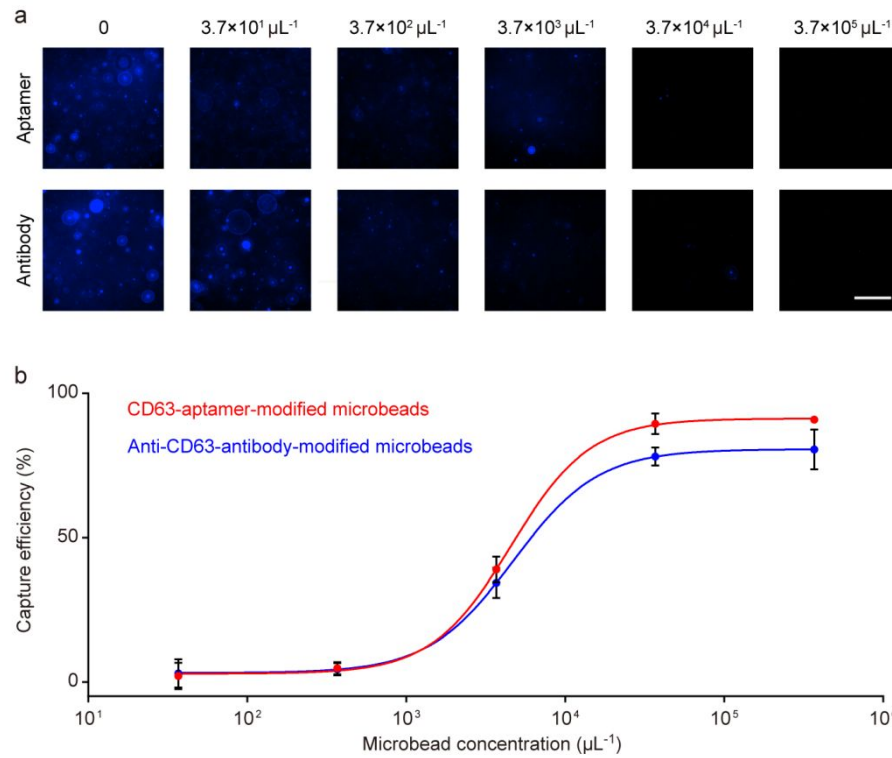 a
0 3.7×10¹ µL⁻¹ 3.7×10² µL⁻¹ 3.7×10³ µL⁻¹ 3.7×10⁴ µL⁻¹ 3.7×10⁵ µL⁻¹
Aptamer
Antibody
b
CD63-aptamer-modified microbeads
Anti-CD63-antibody-modified microbeads
Capture efficiency (%)
100
50
0
10¹ 10² 10³ 10⁴ 10⁵
Microbead concentration (µL⁻¹)